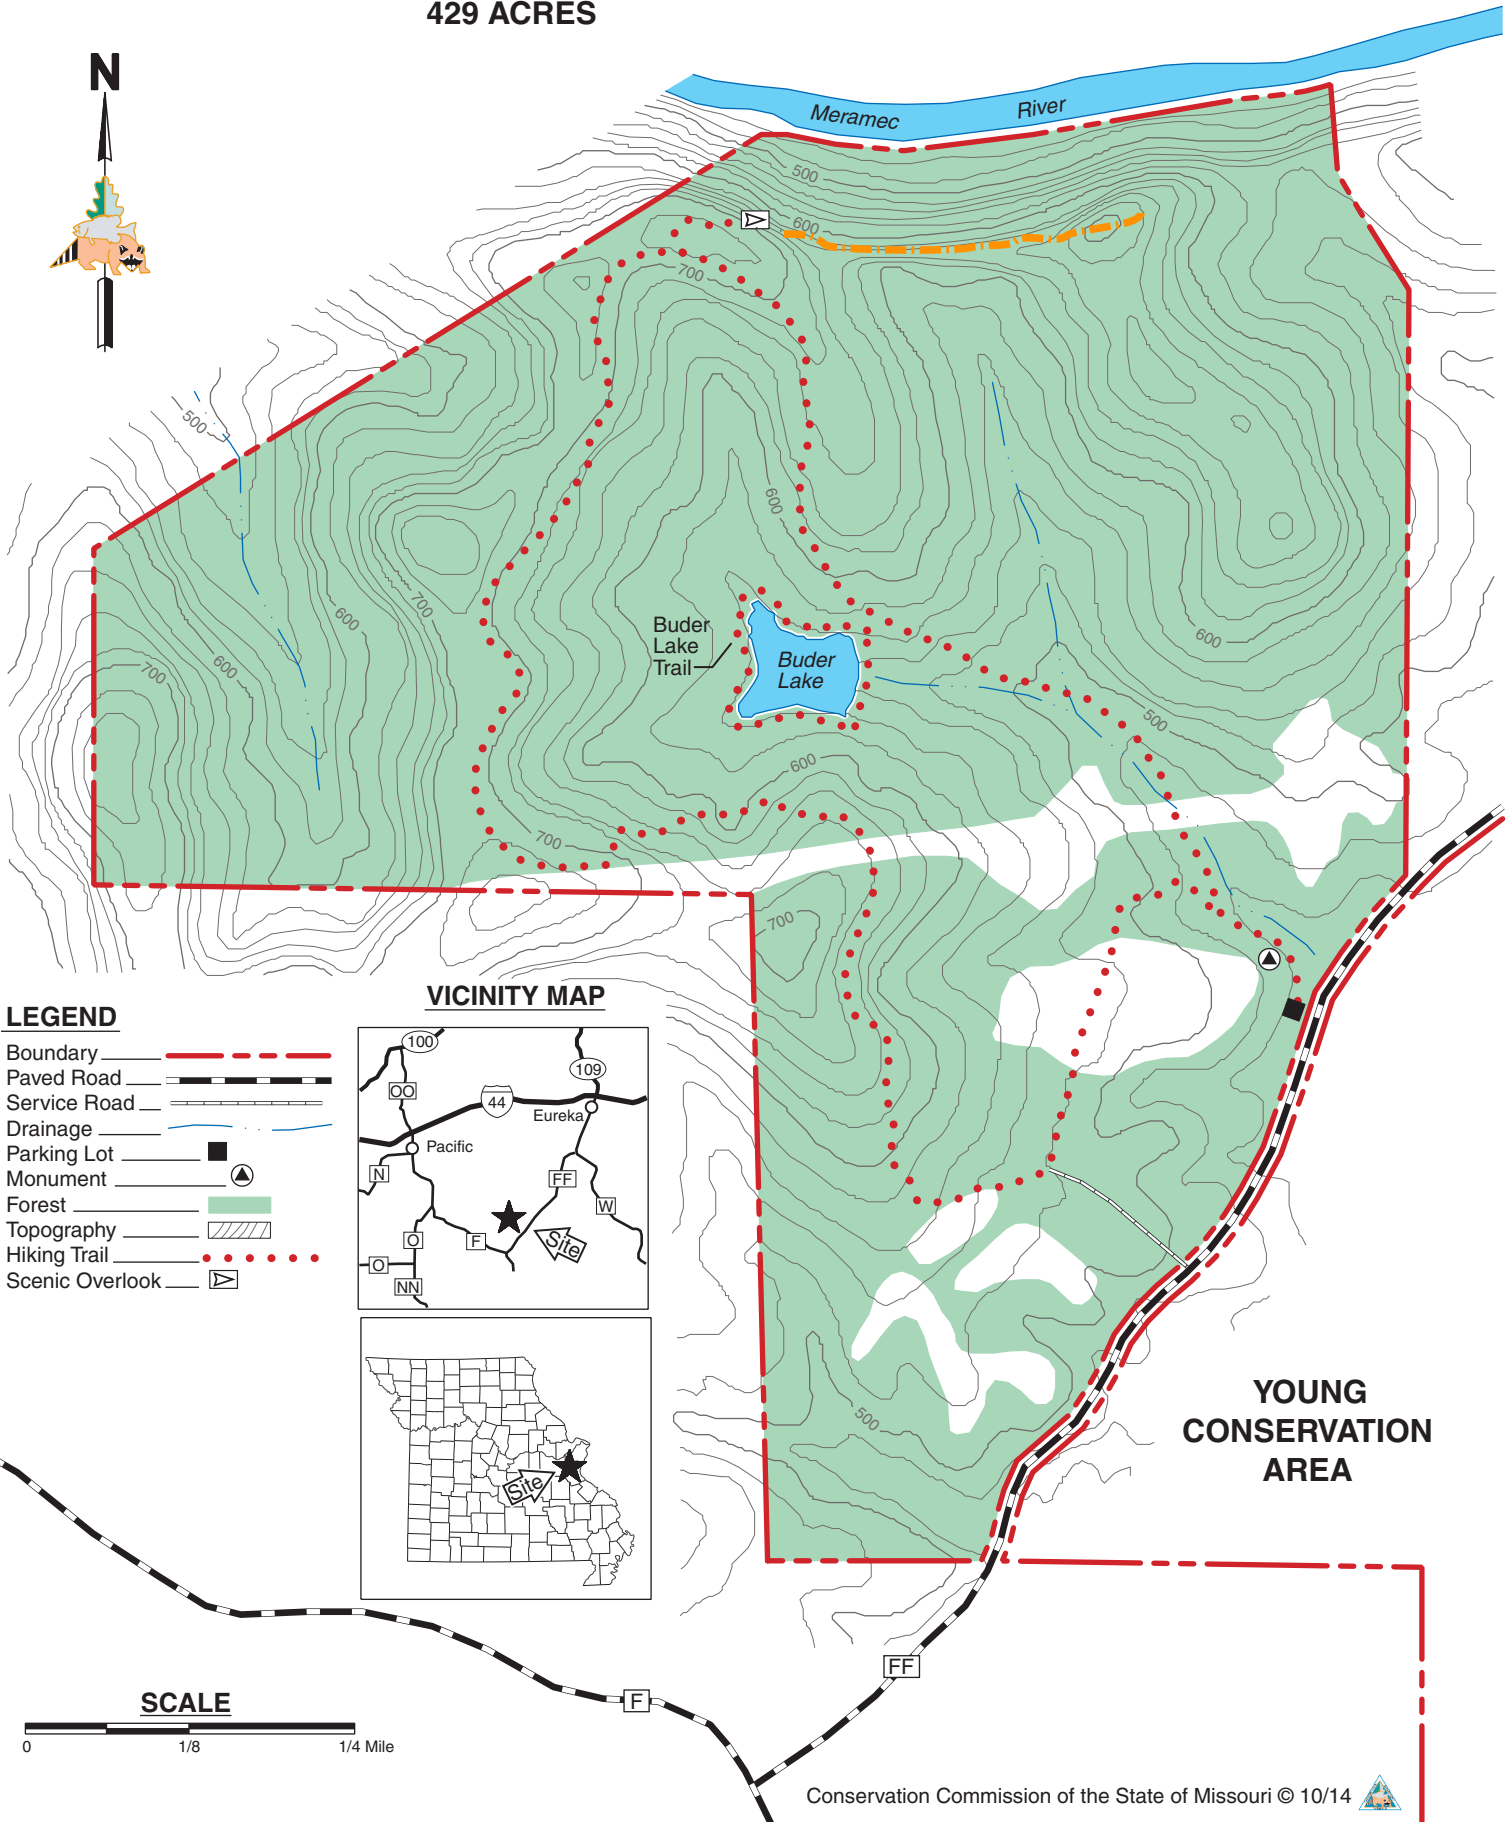 429 ACRES
N
Meramec
River
500
600
700
500
600
600
700
600
700
600
Buder
Lake
Trail
Buder
Lake
600
500
700
700
500
LEGEND
Boundary
Paved Road
Service Road
Drainage
Parking Lot
Monument
Forest
Topography
Hiking Trail
Scenic Overlook
VICINITY MAP
100
109
OO
44
Eureka
Pacific
N
FF
W
O
F
Site
O
NN
Site
YOUNG
CONSERVATION
AREA
FF
F
SCALE
0
1/8
1/4 Mile
Conservation Commission of the State of Missouri © 10/14